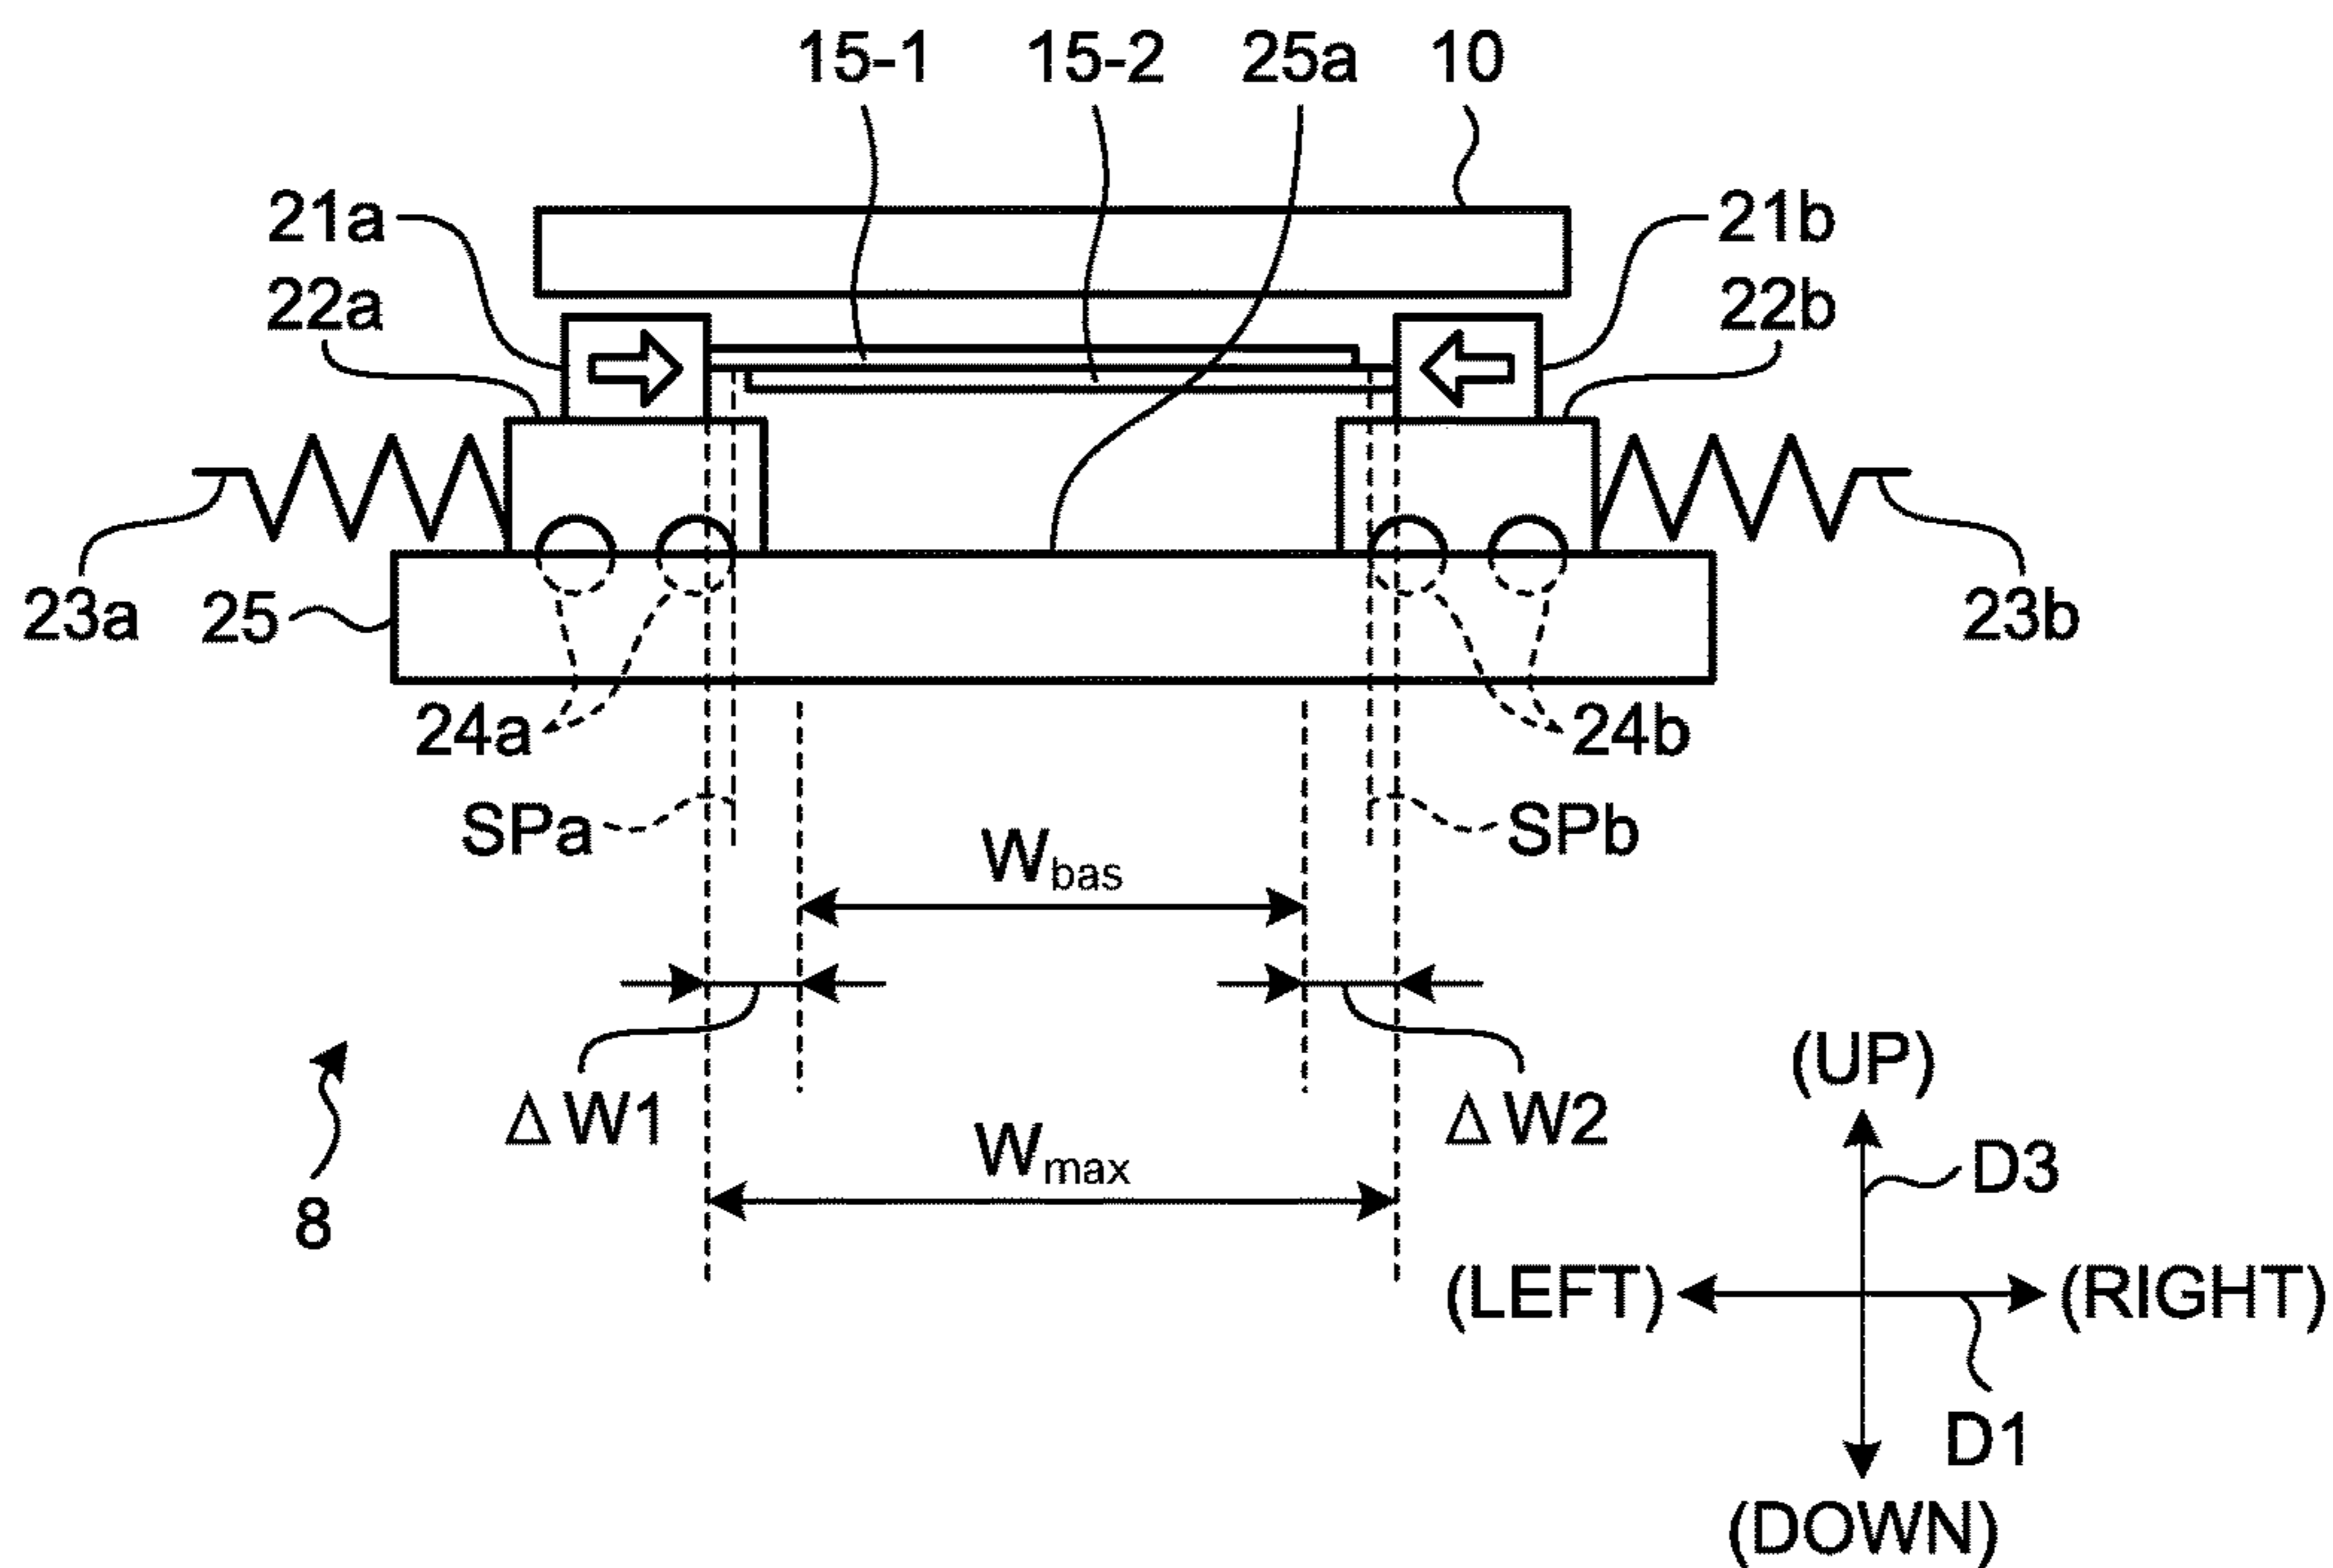 15-1 15-2 25a 10
21a 21b
22a 22b
23a 25 23b
24a 24b
SPa SPb
Wbas
ΔW1 ΔW2
(UP)
Wmax D3
8
(LEFT) (RIGHT)
D1
(DOWN)